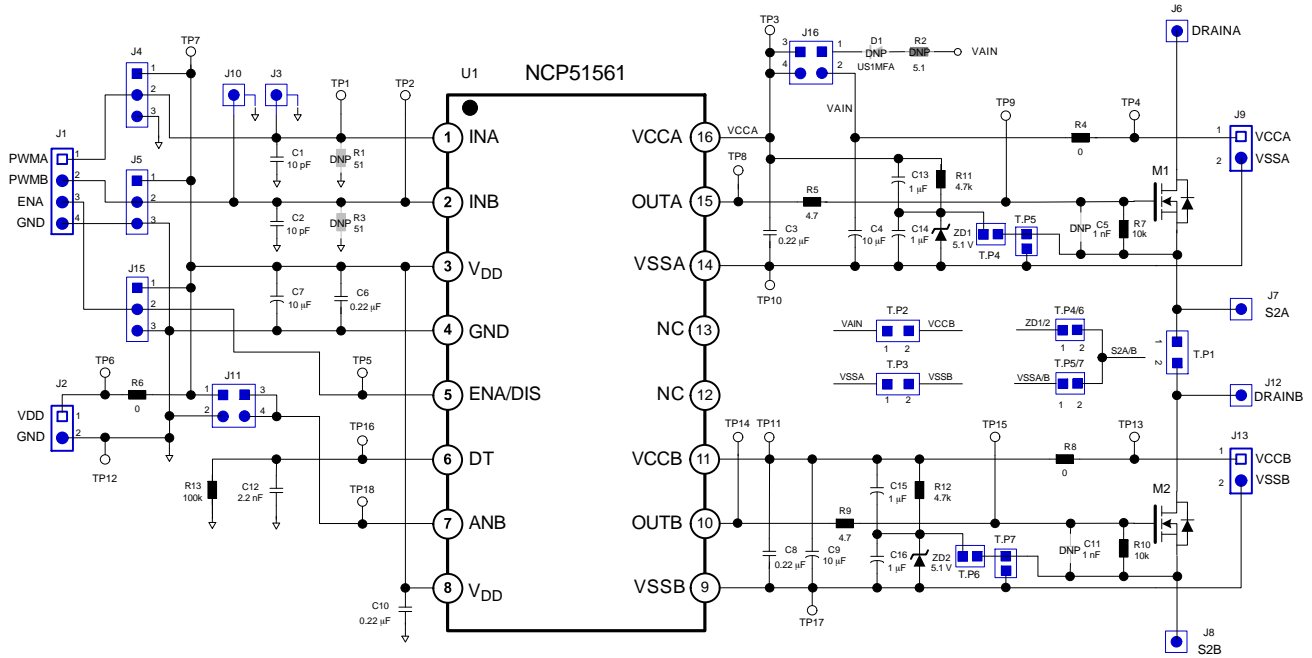 J6
DRAINA
TP3
J16
3
1
4
2
D1
DNP
US1MFA
R2
DNP
5.1
VAIN
VAIN
TP7
J4
1
2
3
J10
J3
TP1
TP2
U1
NCP51561
TP9
R4
0
TP4
J9
1
VCCA
2
VSSA
J1
PWMA
1
PWMB
2
ENA
3
GND
4
J5
1
2
3
C1
10 pF
DNP
R1
51
1
INA
VCCA
16
VCCA
TP8
R5
4.7
C13
1 µF
R11
4.7k
M1
C2
10 pF
DNP
R3
51
2
INB
OUTA
15
C3
0.22 µF
C4
10 µF
C14
1 µF
ZD1
5.1 V
T.P4
T.P5
DNP
C5
1 nF
R7
10k
J15
1
2
3
C7
10 µF
C6
0.22 µF
3
VDD
VSSA
14
TP10
4
GND
NC
13
T.P2
VAIN
VCCB
1
2
T.P4/6
ZD1/2
1
2
S2A/B
J7
S2A
1
2
T.P1
T.P3
VSSA
VSSB
1
2
T.P5/7
VSSA/B
1
2
J2
VDD
1
GND
2
TP6
R6
0
TP12
J11
1
3
2
4
TP5
5
ENA/DIS
NC
12
J12
DRAINB
TP16
R13
100k
C12
2.2 nF
6
DT
VCCB
11
TP14
TP11
TP15
R8
0
TP13
J13
1
VCCB
2
VSSB
TP18
7
ANB
OUTB
10
R9
4.7
C15
1 µF
R12
4.7k
M2
C8
0.22 µF
C9
10 µF
C16
1 µF
ZD2
5.1 V
T.P6
T.P7
DNP
C11
1 nF
R10
10k
C10
0.22 µF
8
VDD
VSSB
9
TP17
J8
S2B